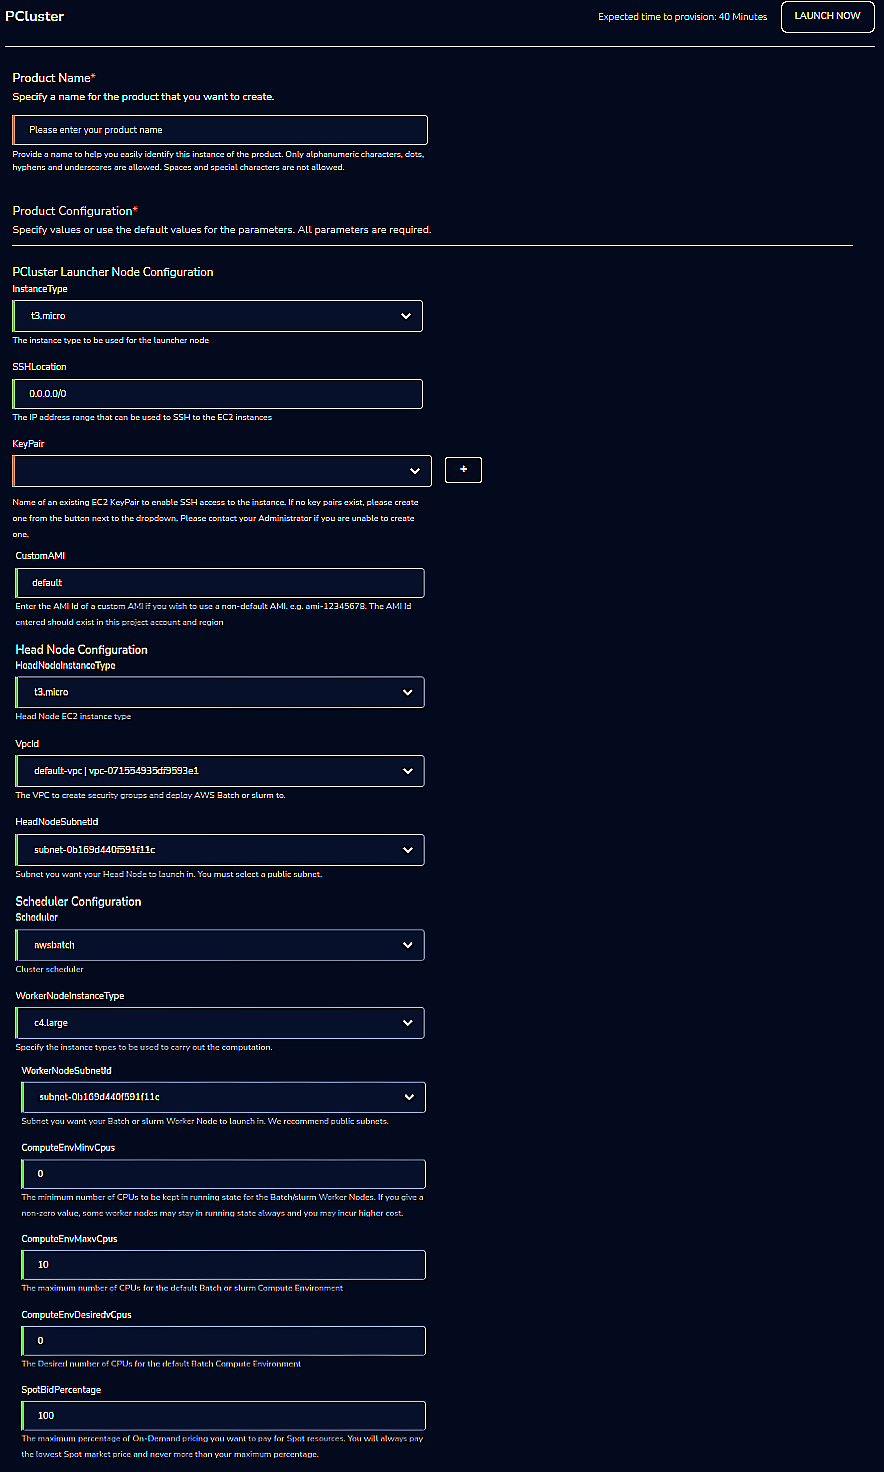 PCluster
Expected time to provision: 40 Minutes
LAUNCH NOW
Product Name*
Specify a name for the product that you want to create.
Please enter your product name
Provide a name to help you easily identify this instance of the product. Only alphanumeric characters, dots,
hyphens and underscores are allowed. Spaces and special characters are not allowed.
Product Configuration*
Specify values or use the default values for the parameters. All parameters are required.
PCluster Launcher Node Configuration
InstanceType
t3.micro
The instance type to be used for the launcher node
SSHLocation
0.0.0.0/0
The IP address range that can be used to SSH to the EC2 instances
KeyPair
+
Name of an existing EC2 KeyPair to enable SSH access to the instance. If no key pairs exist, please create
one from the button next to the dropdown. Please contact your Administrator if you are unable to create
one.
CustomAMI
default
Enter the AMI Id of a custom AMI if you wish to use a non-default AMI. e.g. ami-12345678. The AMI Id
entered should exist in this project account and region
Head Node Configuration
HeadNodeInstanceType
t3.micro
Head Node EC2 instance type
VpcId
default-vpc | vpc-071554935df9593e1
The VPC to create security groups and deploy AWS Batch or slurm to.
HeadNodeSubnetId
subnet-0b169d440f591f11c
Subnet you want your Head Node to launch in. You must select a public subnet.
Scheduler Configuration
Scheduler
awsbatch
Cluster scheduler
WorkerNodeInstanceType
c4.large
Specify the instance types to be used to carry out the computation.
WorkerNodeSubnetId
subnet-0b169d440f591f11c
Subnet you want your Batch or slurm Worker Node to launch in. We recommend public subnets.
ComputeEnvMinvCpus
0
The minimum number of CPUs to be kept in running state for the Batch/slurm Worker Nodes. If you give a
non-zero value, some worker nodes may stay in running state always and you may incur higher cost.
ComputeEnvMaxvCpus
10
The maximum number of CPUs for the default Batch or slurm Compute Environment
ComputeEnvDesiredvCpus
0
The Desired number of CPUs for the default Batch Compute Environment
SpotBidPercentage
100
The maximum percentage of On-Demand pricing you want to pay for Spot resources. You will always pay
the lowest Spot market price and never more than your maximum percentage.